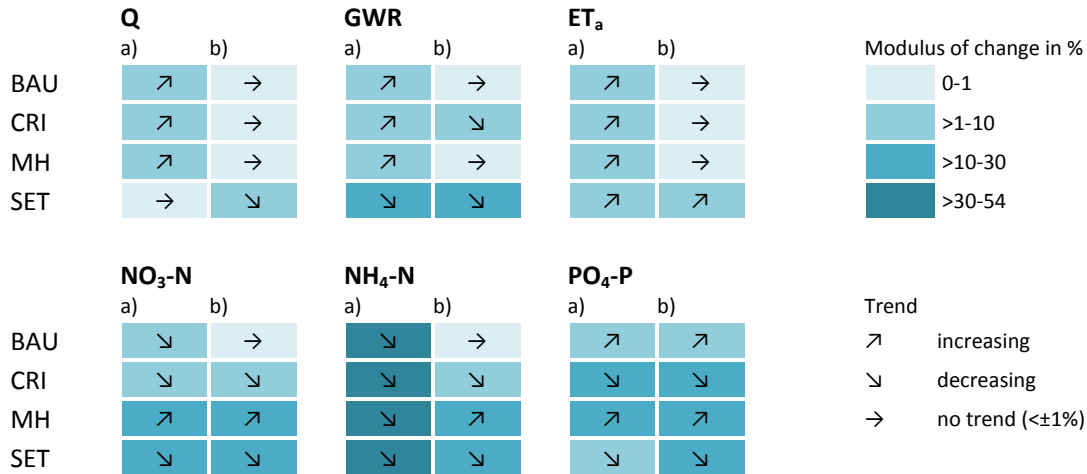 Q GWR ETₐ
a) b) a) b) a) b) Modulus of change in %
BAU ↗ → ↗ → ↗ → 0-1
CRI ↗ → ↗ ↘ ↗ → >1-10
MH ↗ → ↗ → ↗ → >10-30
SET → ↘ ↘ ↘ ↗ ↗ >30-54
NO₃-N NH₄-N PO₄-P
a) b) a) b) a) b) Trend
BAU ↘ → ↘ → ↗ ↗ ↗ increasing
CRI ↘ ↘ ↘ ↘ ↘ ↘ ↘ decreasing
MH ↗ ↗ ↘ ↗ ↗ ↗ → no trend (<±1%)
SET ↘ ↘ ↘ ↘ ↘ ↘